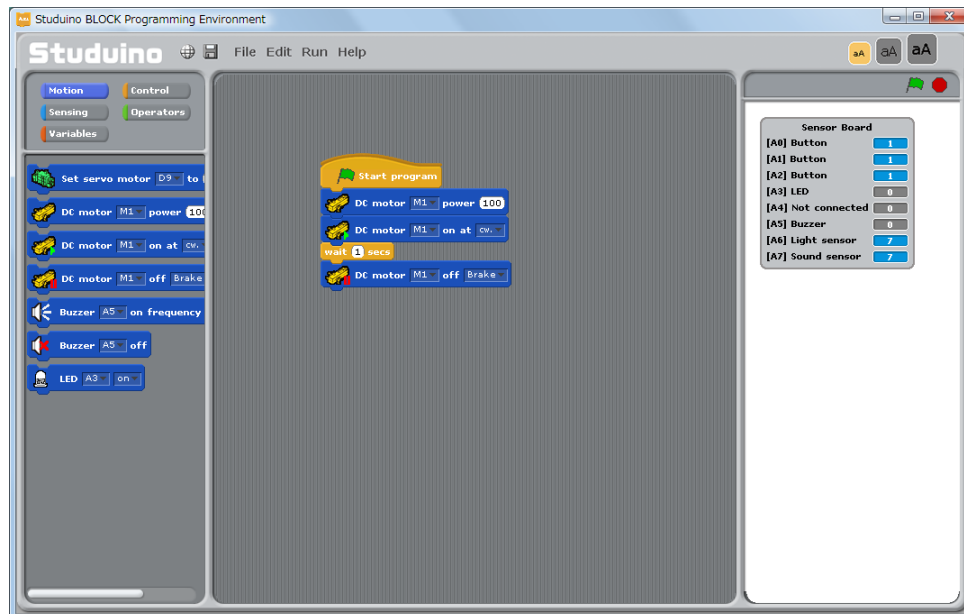 Studuino BLOCK Programming Environment
Studuino File Edit Run Help aA aA aA
Motion Control
Sensing Operators
Variables
Set servo motor D9 to
DC motor M1 power 100
DC motor M1 on at cw.
DC motor M1 off Brake
Buzzer A5 on frequency
Buzzer A5 off
LED A3 on
Start program
DC motor M1 power 100
DC motor M1 on at cw.
wait 1 secs
DC motor M1 off Brake
Sensor Board
[A0] Button 1
[A1] Button 1
[A2] Button 1
[A3] LED 0
[A4] Not connected 0
[A5] Buzzer 0
[A6] Light sensor 7
[A7] Sound sensor 7